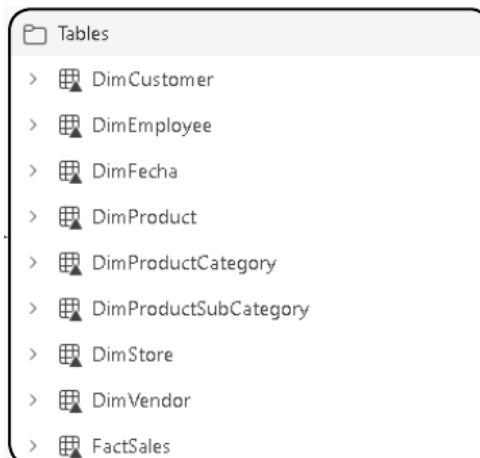 Tables
DimCustomer
DimEmployee
DimFecha
DimProduct
DimProductCategory
DimProductSubCategory
DimStore
DimVendor
FactSales